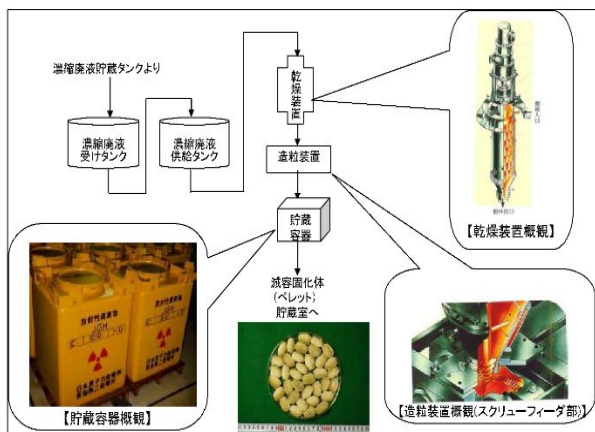 濃縮廃液貯蔵タンクより
濃縮廃液
受けタンク
濃縮廃液
供給タンク
乾燥装置
造粒装置
貯蔵
容器
減容固化体
(ペレット)
貯蔵室へ
【乾燥装置概観】
【貯蔵容器概観】
【造粒装置概観(スクリューフィーダ部)】